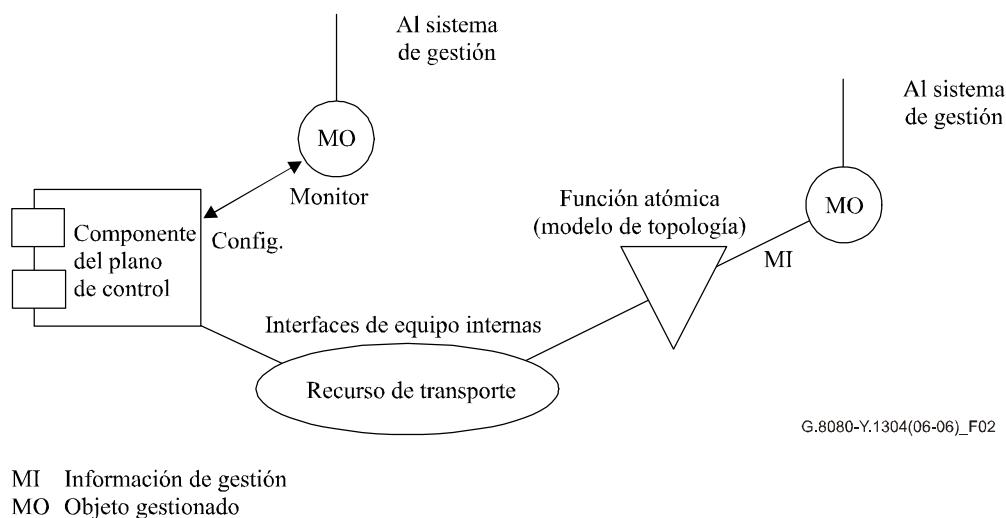 Al sistema
de gestión
MO
Monitor
Config.
Componente
del plano
de control
Al sistema
de gestión
MO
Función atómica
(modelo de topología)
MI
Interfaces de equipo internas
Recurso de transporte
G.8080-Y.1304(06-06)_F02
MI Información de gestión
MO Objeto gestionado